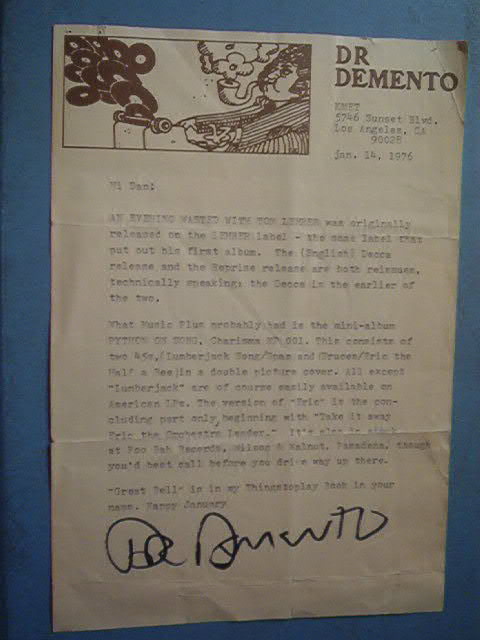 DR
DEMENTO
KMET
5746 Sunset Blvd.
Los Angeles, CA
90028
jan. 14, 1976
Hi Dan!
AN EVENING WASTED WITH TOM LEHRER was originally
released on the LEHRER label - the same label that
put out his first album. The (English) Decca
release and the Reprise release are both reissues,
technically speaking; the Decca is the earlier of
the two.
What Music Plus probably had is the mini-album
PYTHON ON SONG, Charisma MP 001. This consists of
two 45s,(Lumberjack Song/Spam and Bruces/Eric the
Half a Bee)in a double picture cover. All except
"Lumberjack" are of course easily available on
American LPs. The version of "Eric" is the con-
cluding part only, beginning with "Take it away
Eric the Orchestra Leader." It's also in stock
at Poo Bah Records, Wilson & Walnut, Pasadena, though
you'd best call before you drive way up there.
"Great Bell" is in my Thingstoplay Book in your
name. Happy January
Dr Demento